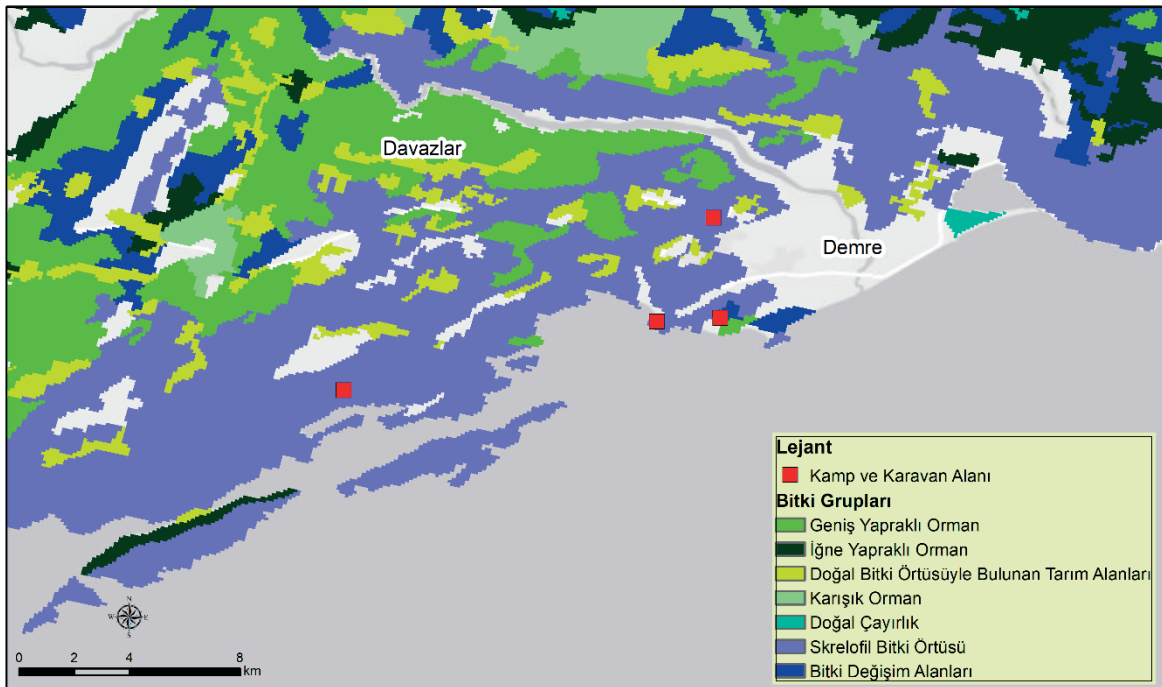 Davazlar
Demre
Lejant
Kamp ve Karavan Alanı
Bitki Grupları
Geniş Yapraklı Orman
İğne Yapraklı Orman
Doğal Bitki Örtüsüyle Bulunan Tarım Alanları
Karışık Orman
Doğal Çayırlık
Skrelofil Bitki Örtüsü
Bitki Değişim Alanları
N
W E
S
0 2 4 8
km